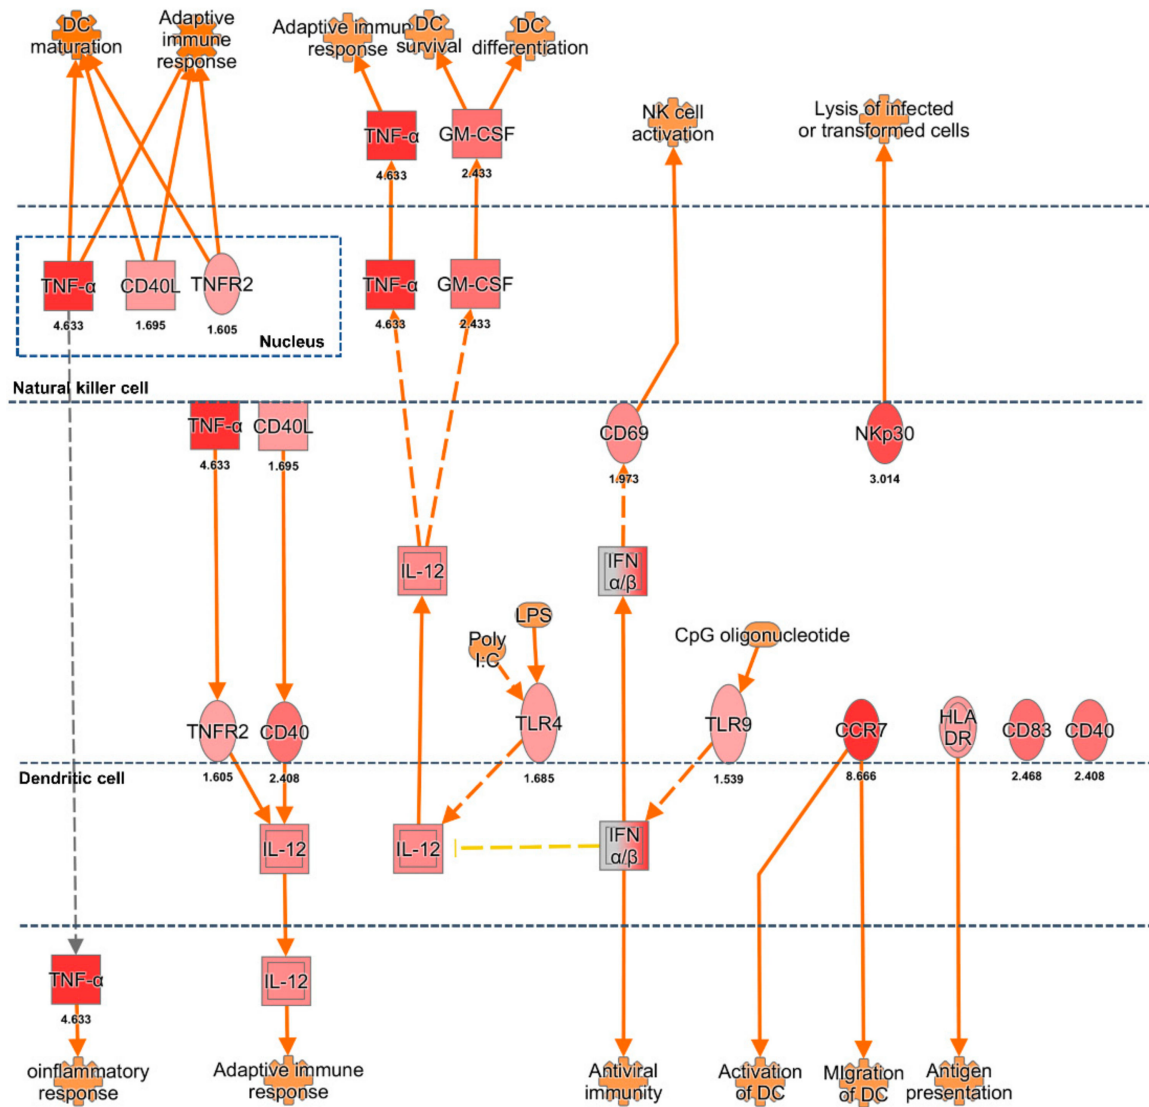 DC
maturation
Adaptive
immune
response
Adaptive immun
response
DC
survival
DC
differentiation
NK cell
activation
Lysis of infected
or transformed cells
TNF-α
4.633
GM-CSF
2.433
TNF-α
4.633
CD40L
1.695
TNFR2
1.605
Nucleus
TNF-α
4.633
GM-CSF
2.433
Natural killer cell
TNF-α
4.633
CD40L
1.695
CD69
1.973
NKp30
3.014
IL-12
IFN
α/β
LPS
Poly
I:C
CpG oligonucleotide
TNFR2
1.605
CD40
2.408
TLR4
1.685
TLR9
1.539
CCR7
8.666
HLA
DR
CD83
2.468
CD40
2.408
Dendritic cell
IL-12
IL-12
IFN
α/β
TNF-α
4.633
IL-12
oinflammatory
response
Adaptive immune
response
Antiviral
immunity
Activation
of DC
MIgration
of DC
Antigen
presentation